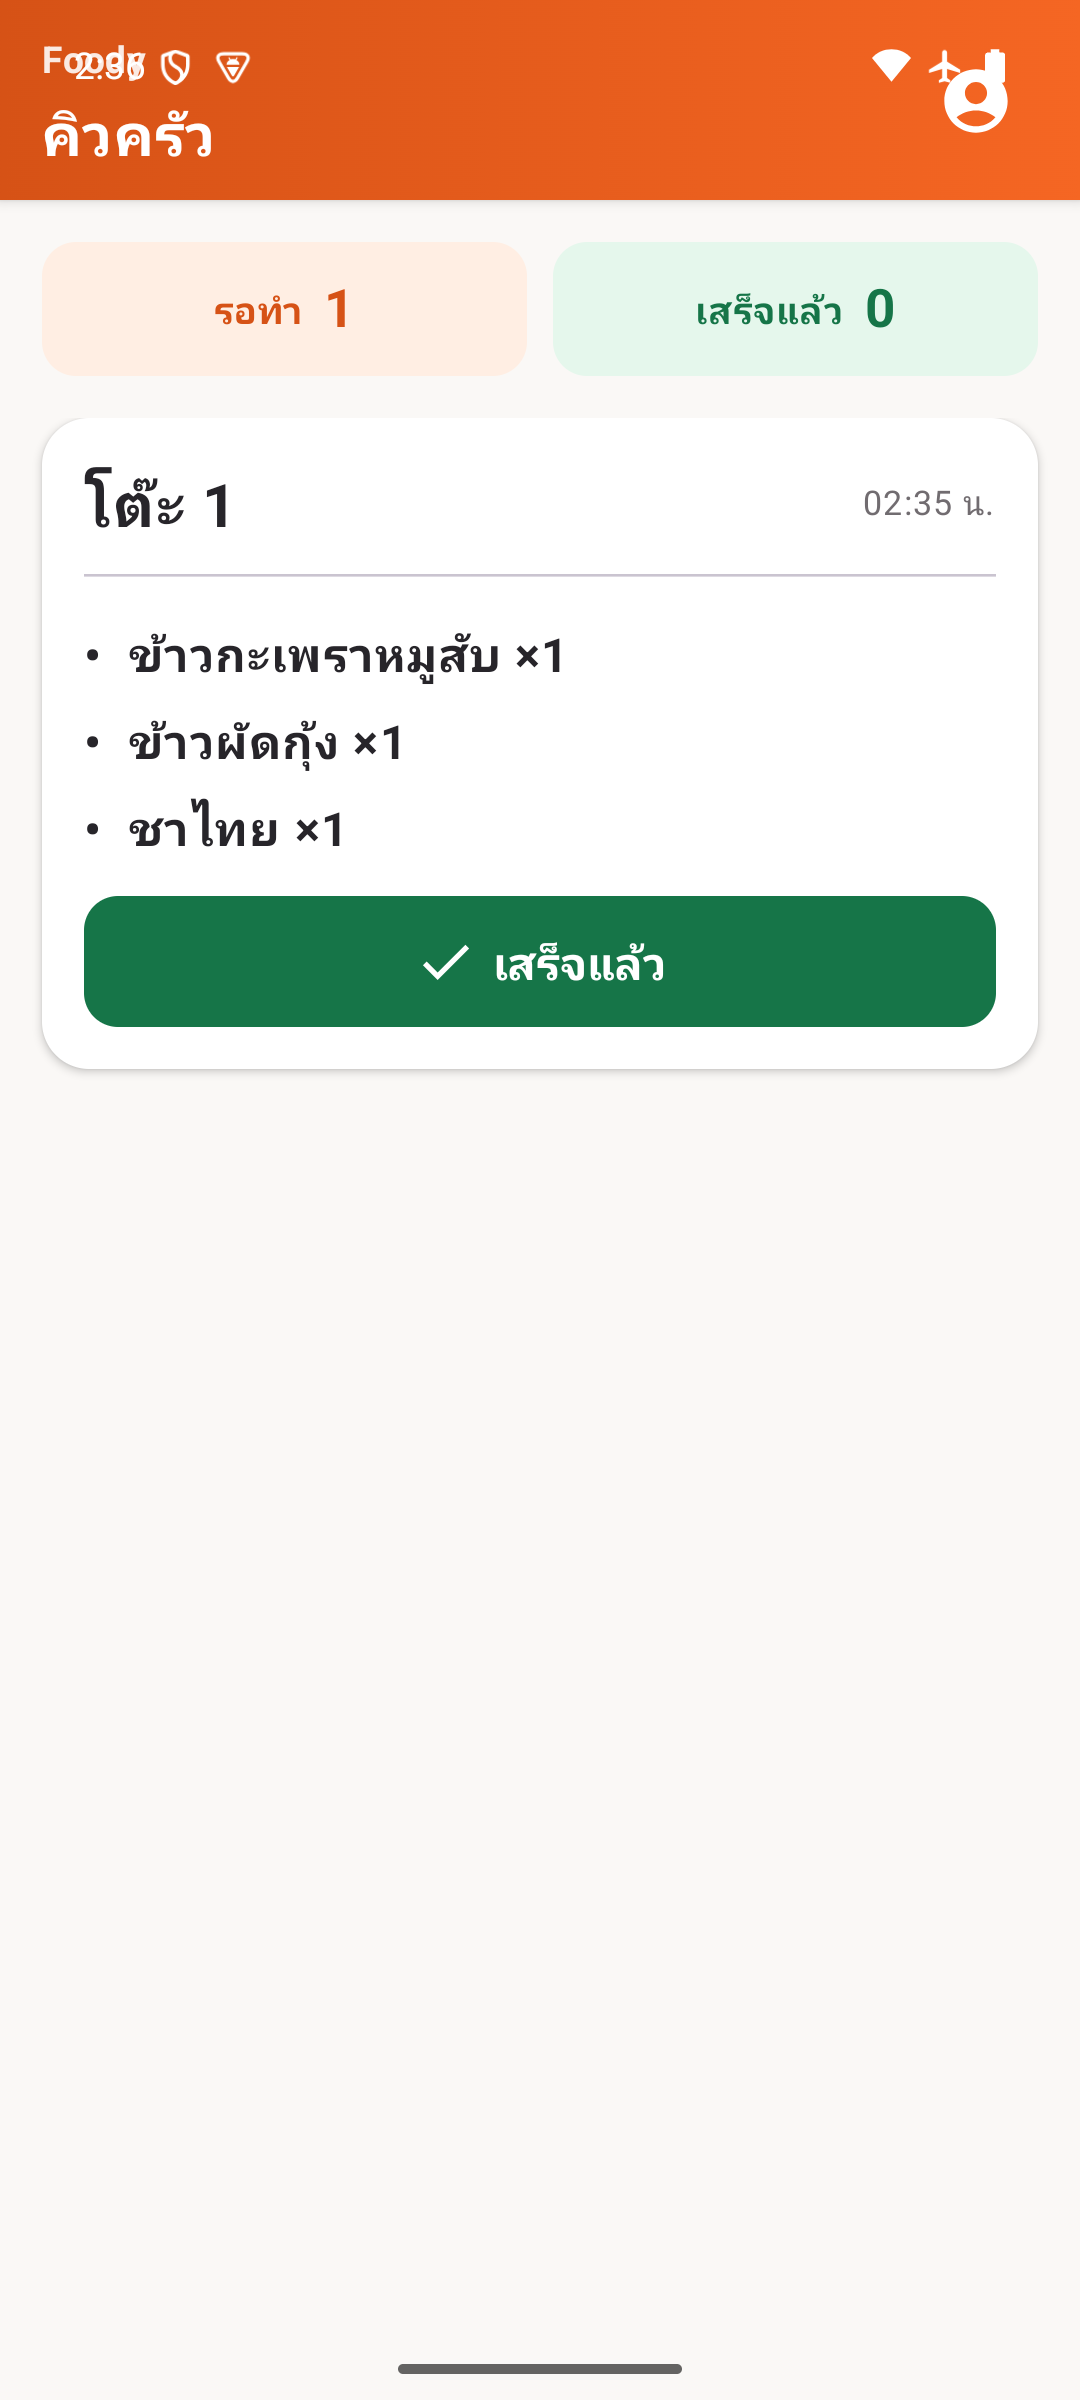 Foody
2:36
คิวครัว
รอทำ 1
เสร็จแล้ว 0
โต๊ะ 1
02:35 น.
• ข้าวกะเพราหมูสับ ×1
• ข้าวผัดกุ้ง ×1
• ชาไทย ×1
เสร็จแล้ว